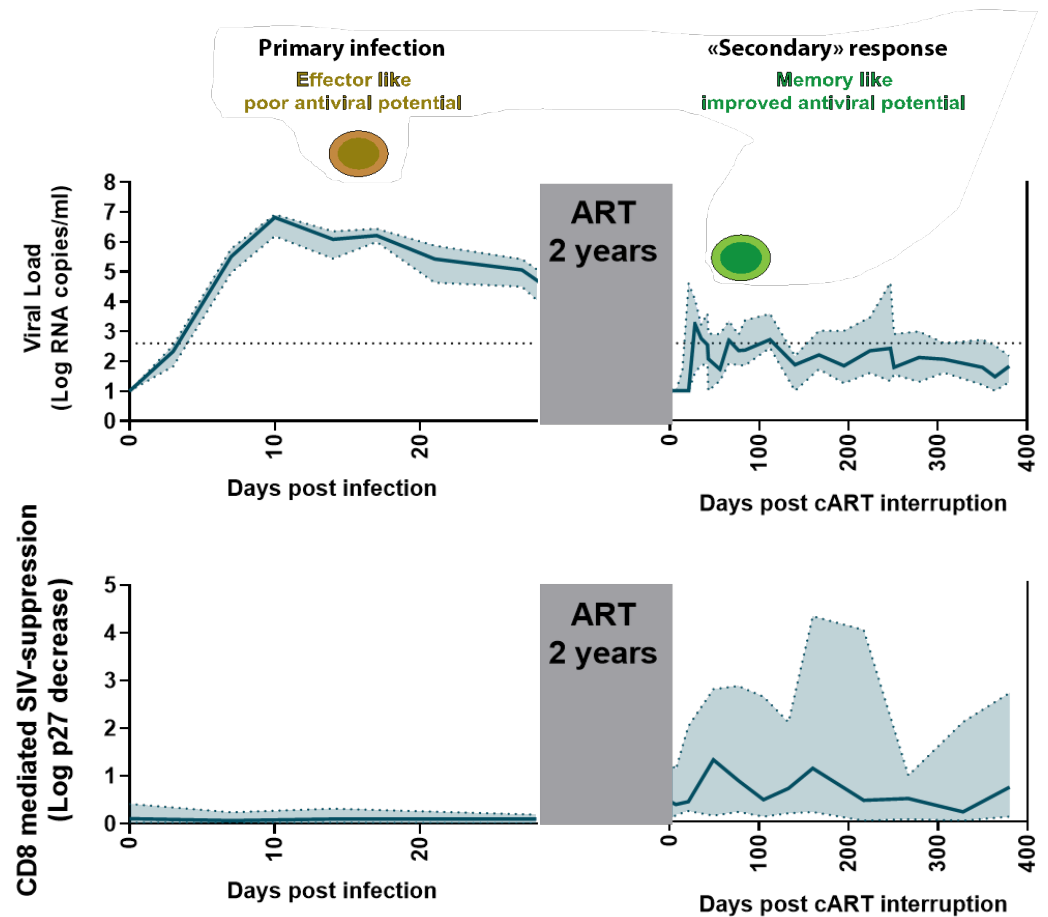 Primary infection
Effector like
poor antiviral potential
«Secondary» response
Memory like
improved antiviral potential
Viral Load
(Log RNA copies/ml)
8
7
6
5
4
3
2
1
0
ART
2 years
0
10
20
Days post infection
0
100
200
300
400
Days post cART interruption
CD8 mediated SIV-suppression
(Log p27 decrease)
5
4
3
2
1
0
ART
2 years
0
10
20
Days post infection
0
100
200
300
400
Days post cART interruption